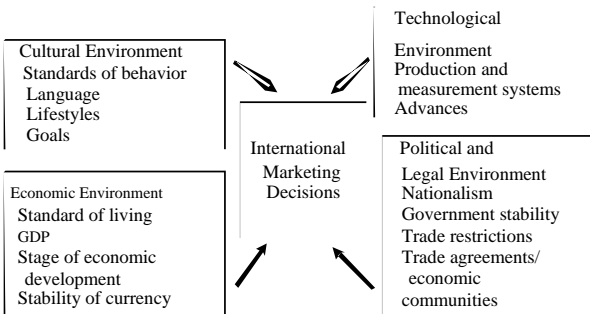 Cultural Environment
Standards of behavior
Language
Lifestyles
Goals
Technological
Environment
Production and
measurement systems
Advances
International
Marketing
Decisions
Economic Environment
Standard of living
GDP
Stage of economic
development
Stability of currency
Political and
Legal Environment
Nationalism
Government stability
Trade restrictions
Trade agreements/
economic
communities